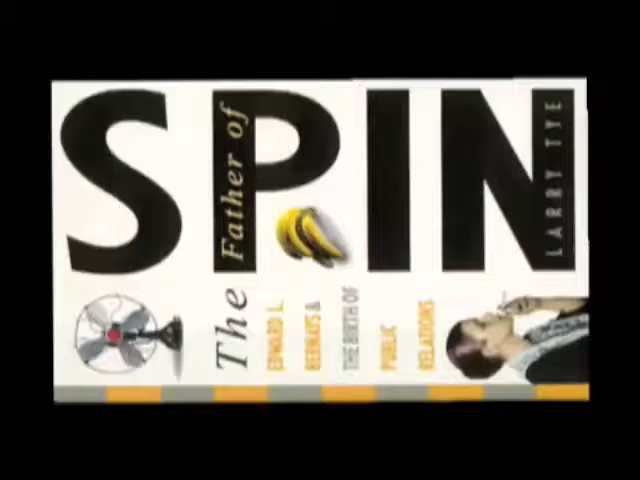 SPIN
The Father of
EDWARD L.
BERNAYS &
THE BIRTH OF
PUBLIC
RELATIONS
LARRY TYE